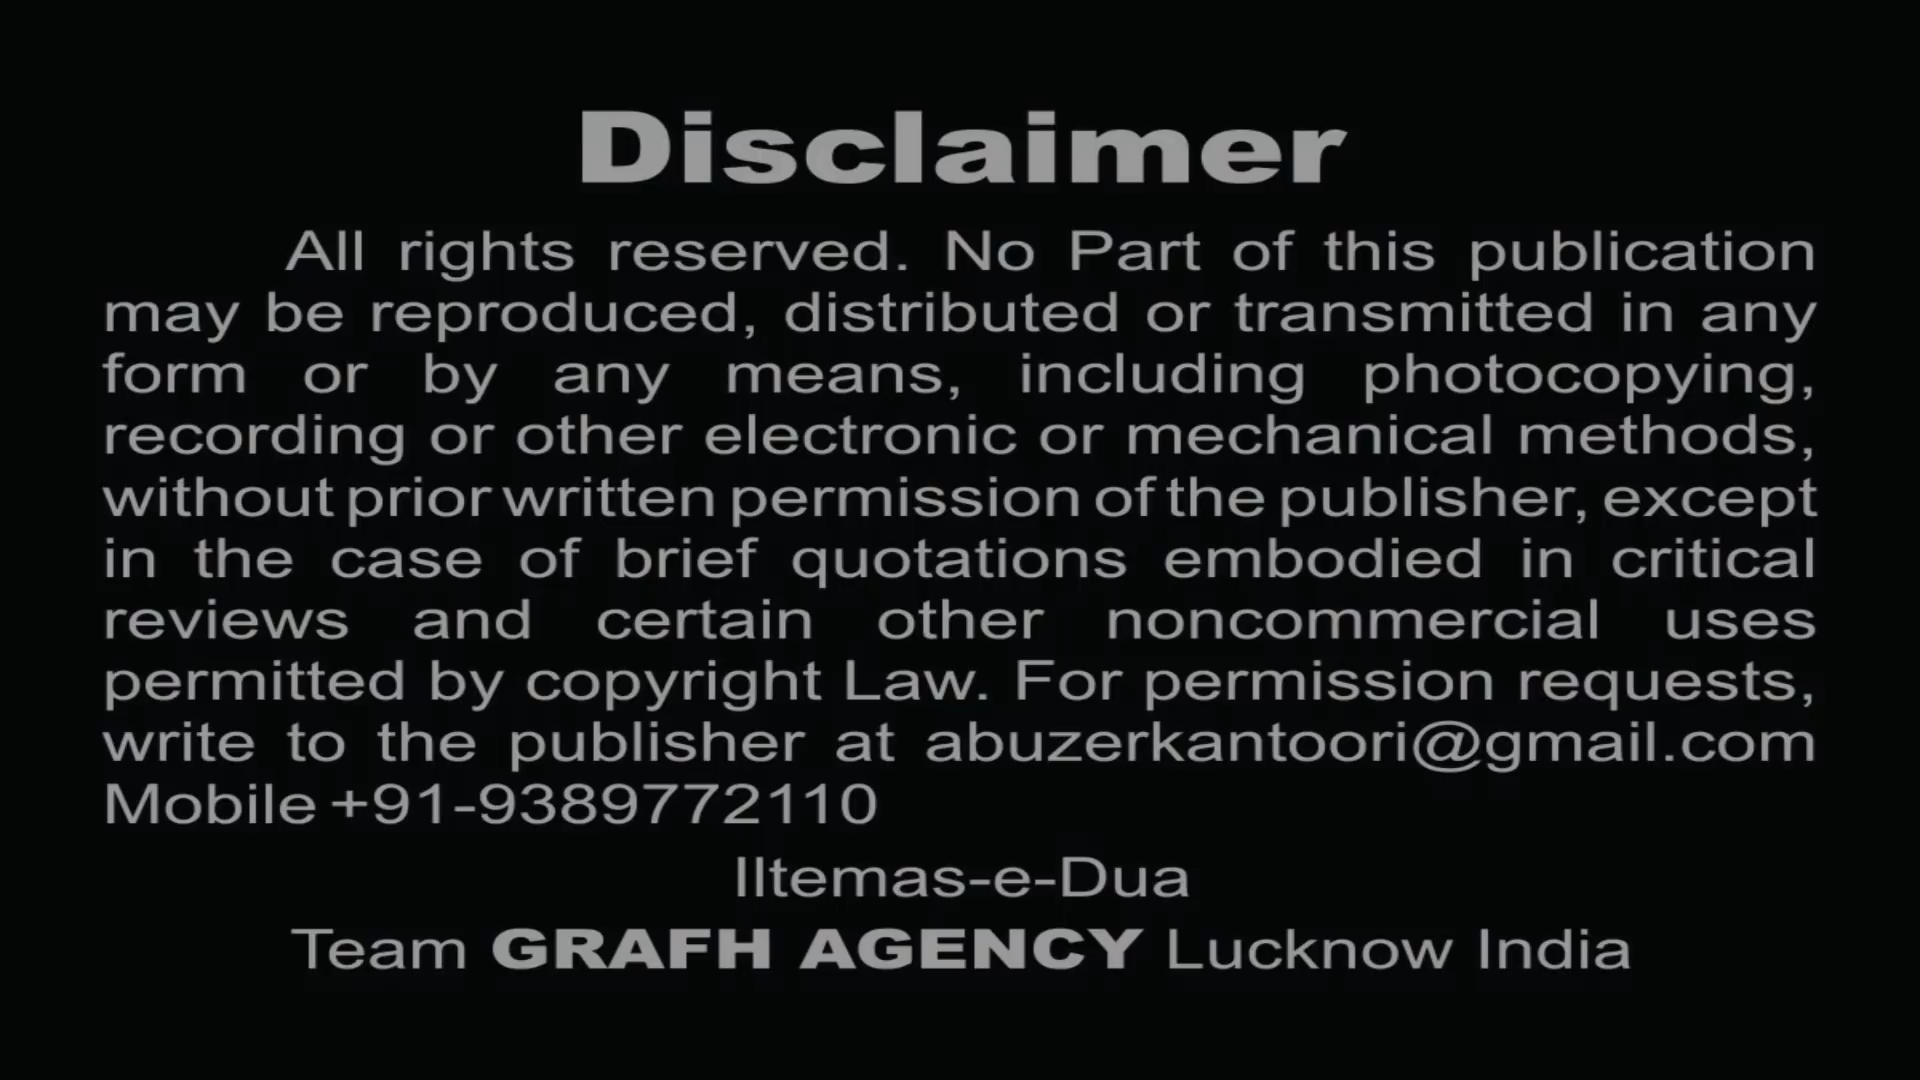 Disclaimer
All rights reserved. No Part of this publication
may be reproduced, distributed or transmitted in any
form or by any means, including photocopying,
recording or other electronic or mechanical methods,
without prior written permission of the publisher, except
in the case of brief quotations embodied in critical
reviews and certain other noncommercial uses
permitted by copyright Law. For permission requests,
write to the publisher at abuzerkantoori@gmail.com
Mobile +91-9389772110
Iltemas-e-Dua
Team GRAFH AGENCY Lucknow India